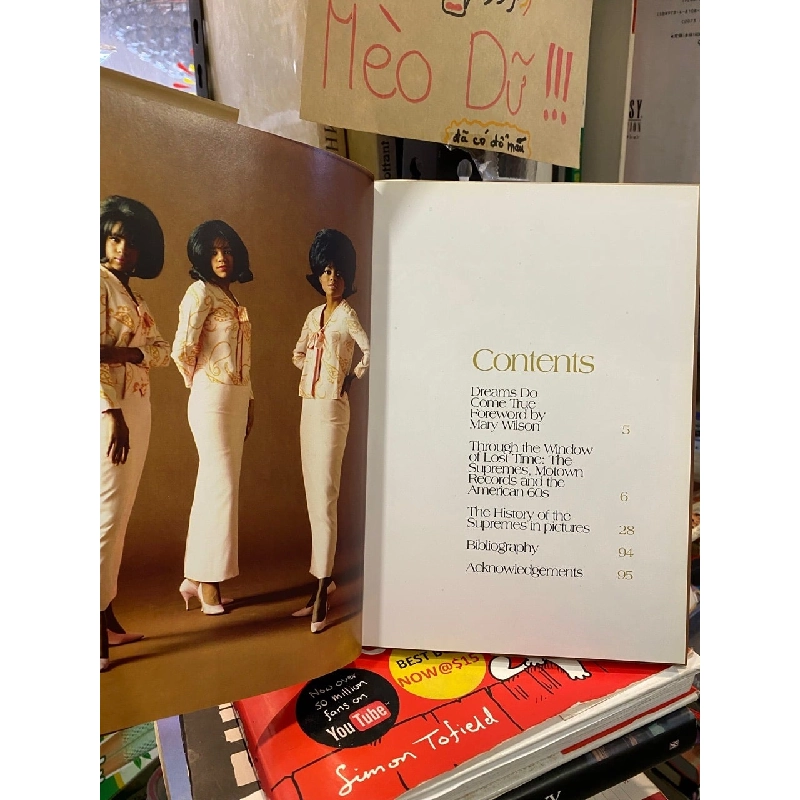 Mèo Dữ!!!
đã có đổ máu
Contents
Dreams Do
Come True
Foreword by
Mary Wilson 5
Through the Window
of Lost Time: The
Supremes, Motown
Records and the
American 60s 6
The History of the
Supremes in pictures 28
Bibliography 94
Acknowledgements 95
BEST
NOW@$15
Now over
50 million
fans on
YouTube
Simon Tofield